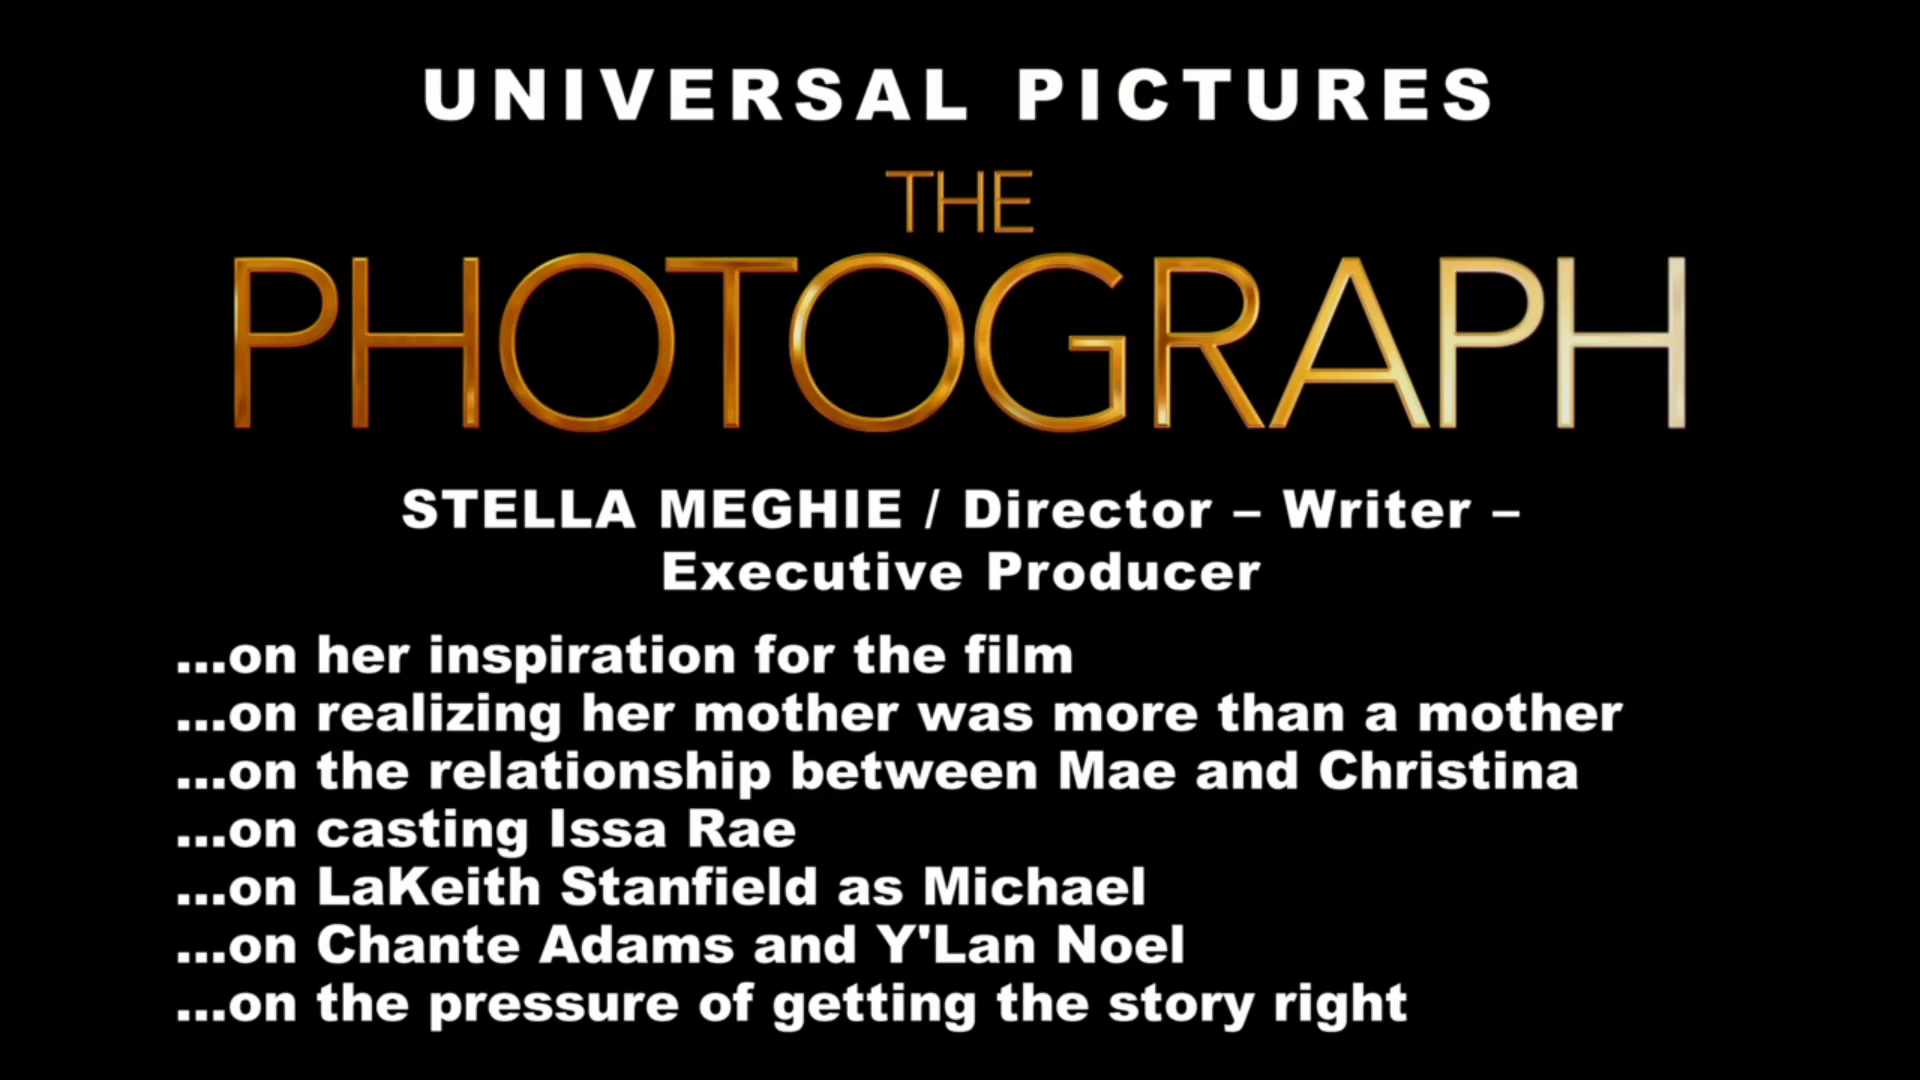 UNIVERSAL PICTURES
THE
PHOTOGRAPH
STELLA MEGHIE / Director – Writer –
Executive Producer
...on her inspiration for the film
...on realizing her mother was more than a mother
...on the relationship between Mae and Christina
...on casting Issa Rae
...on LaKeith Stanfield as Michael
...on Chante Adams and Y'Lan Noel
...on the pressure of getting the story right